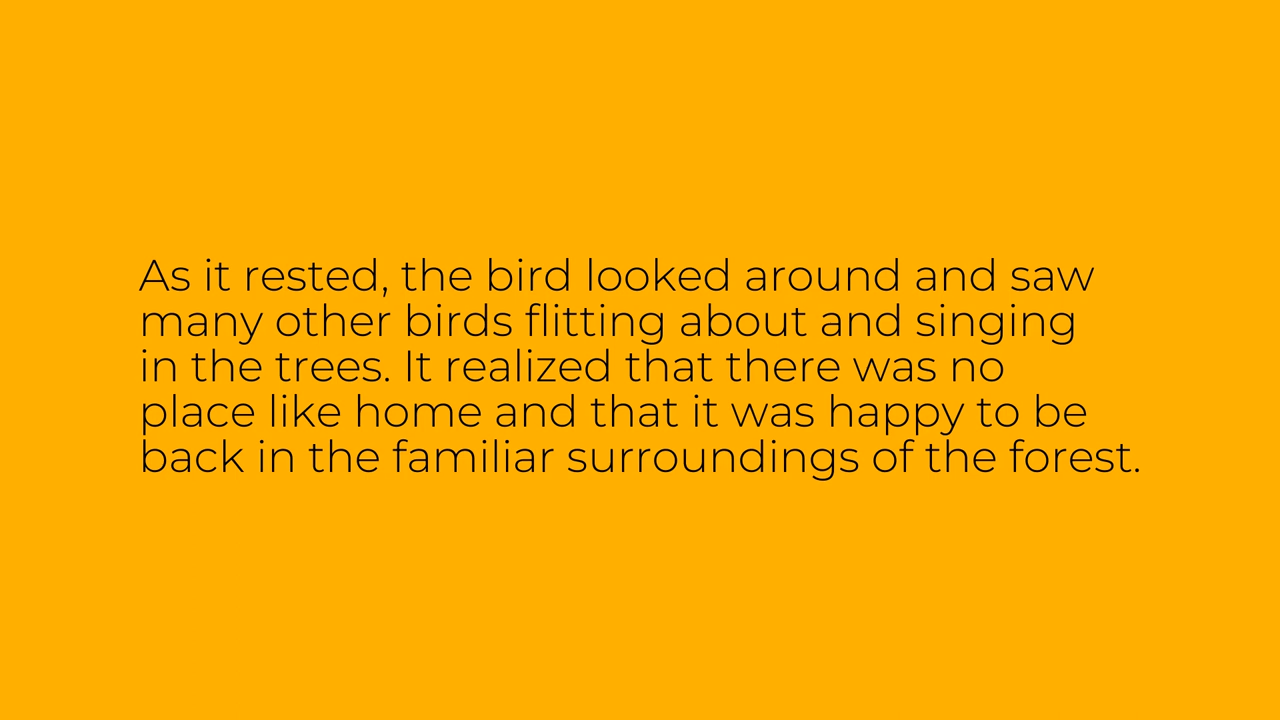 As it rested, the bird looked around and saw
many other birds flitting about and singing
in the trees. It realized that there was no
place like home and that it was happy to be
back in the familiar surroundings of the forest.